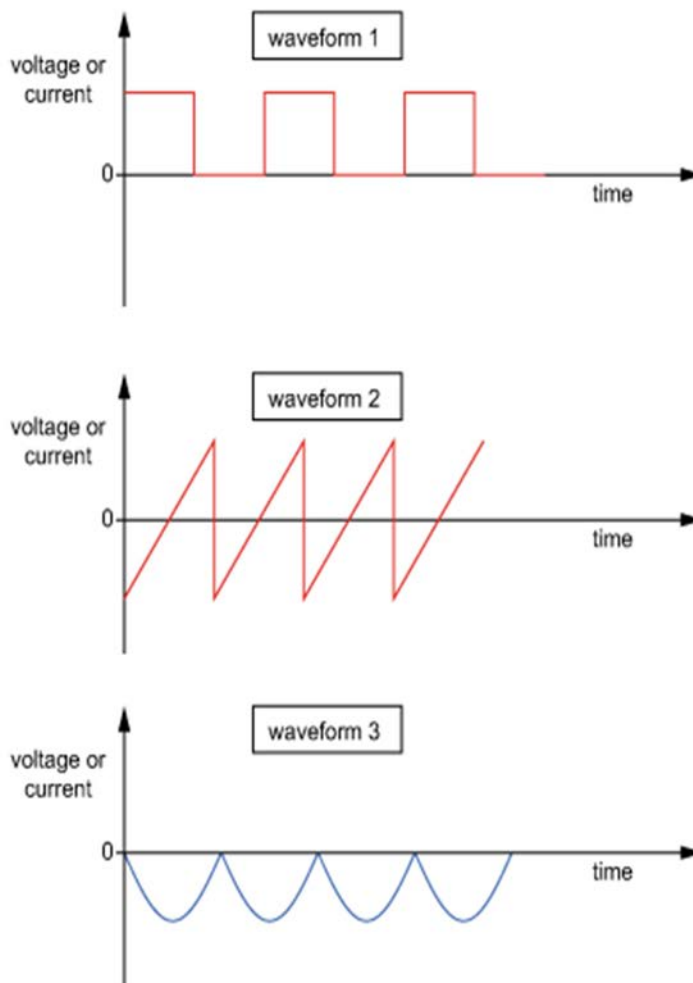 waveform 1
voltage or
current
0
time
waveform 2
voltage or
current
0
time
waveform 3
voltage or
current
0
time